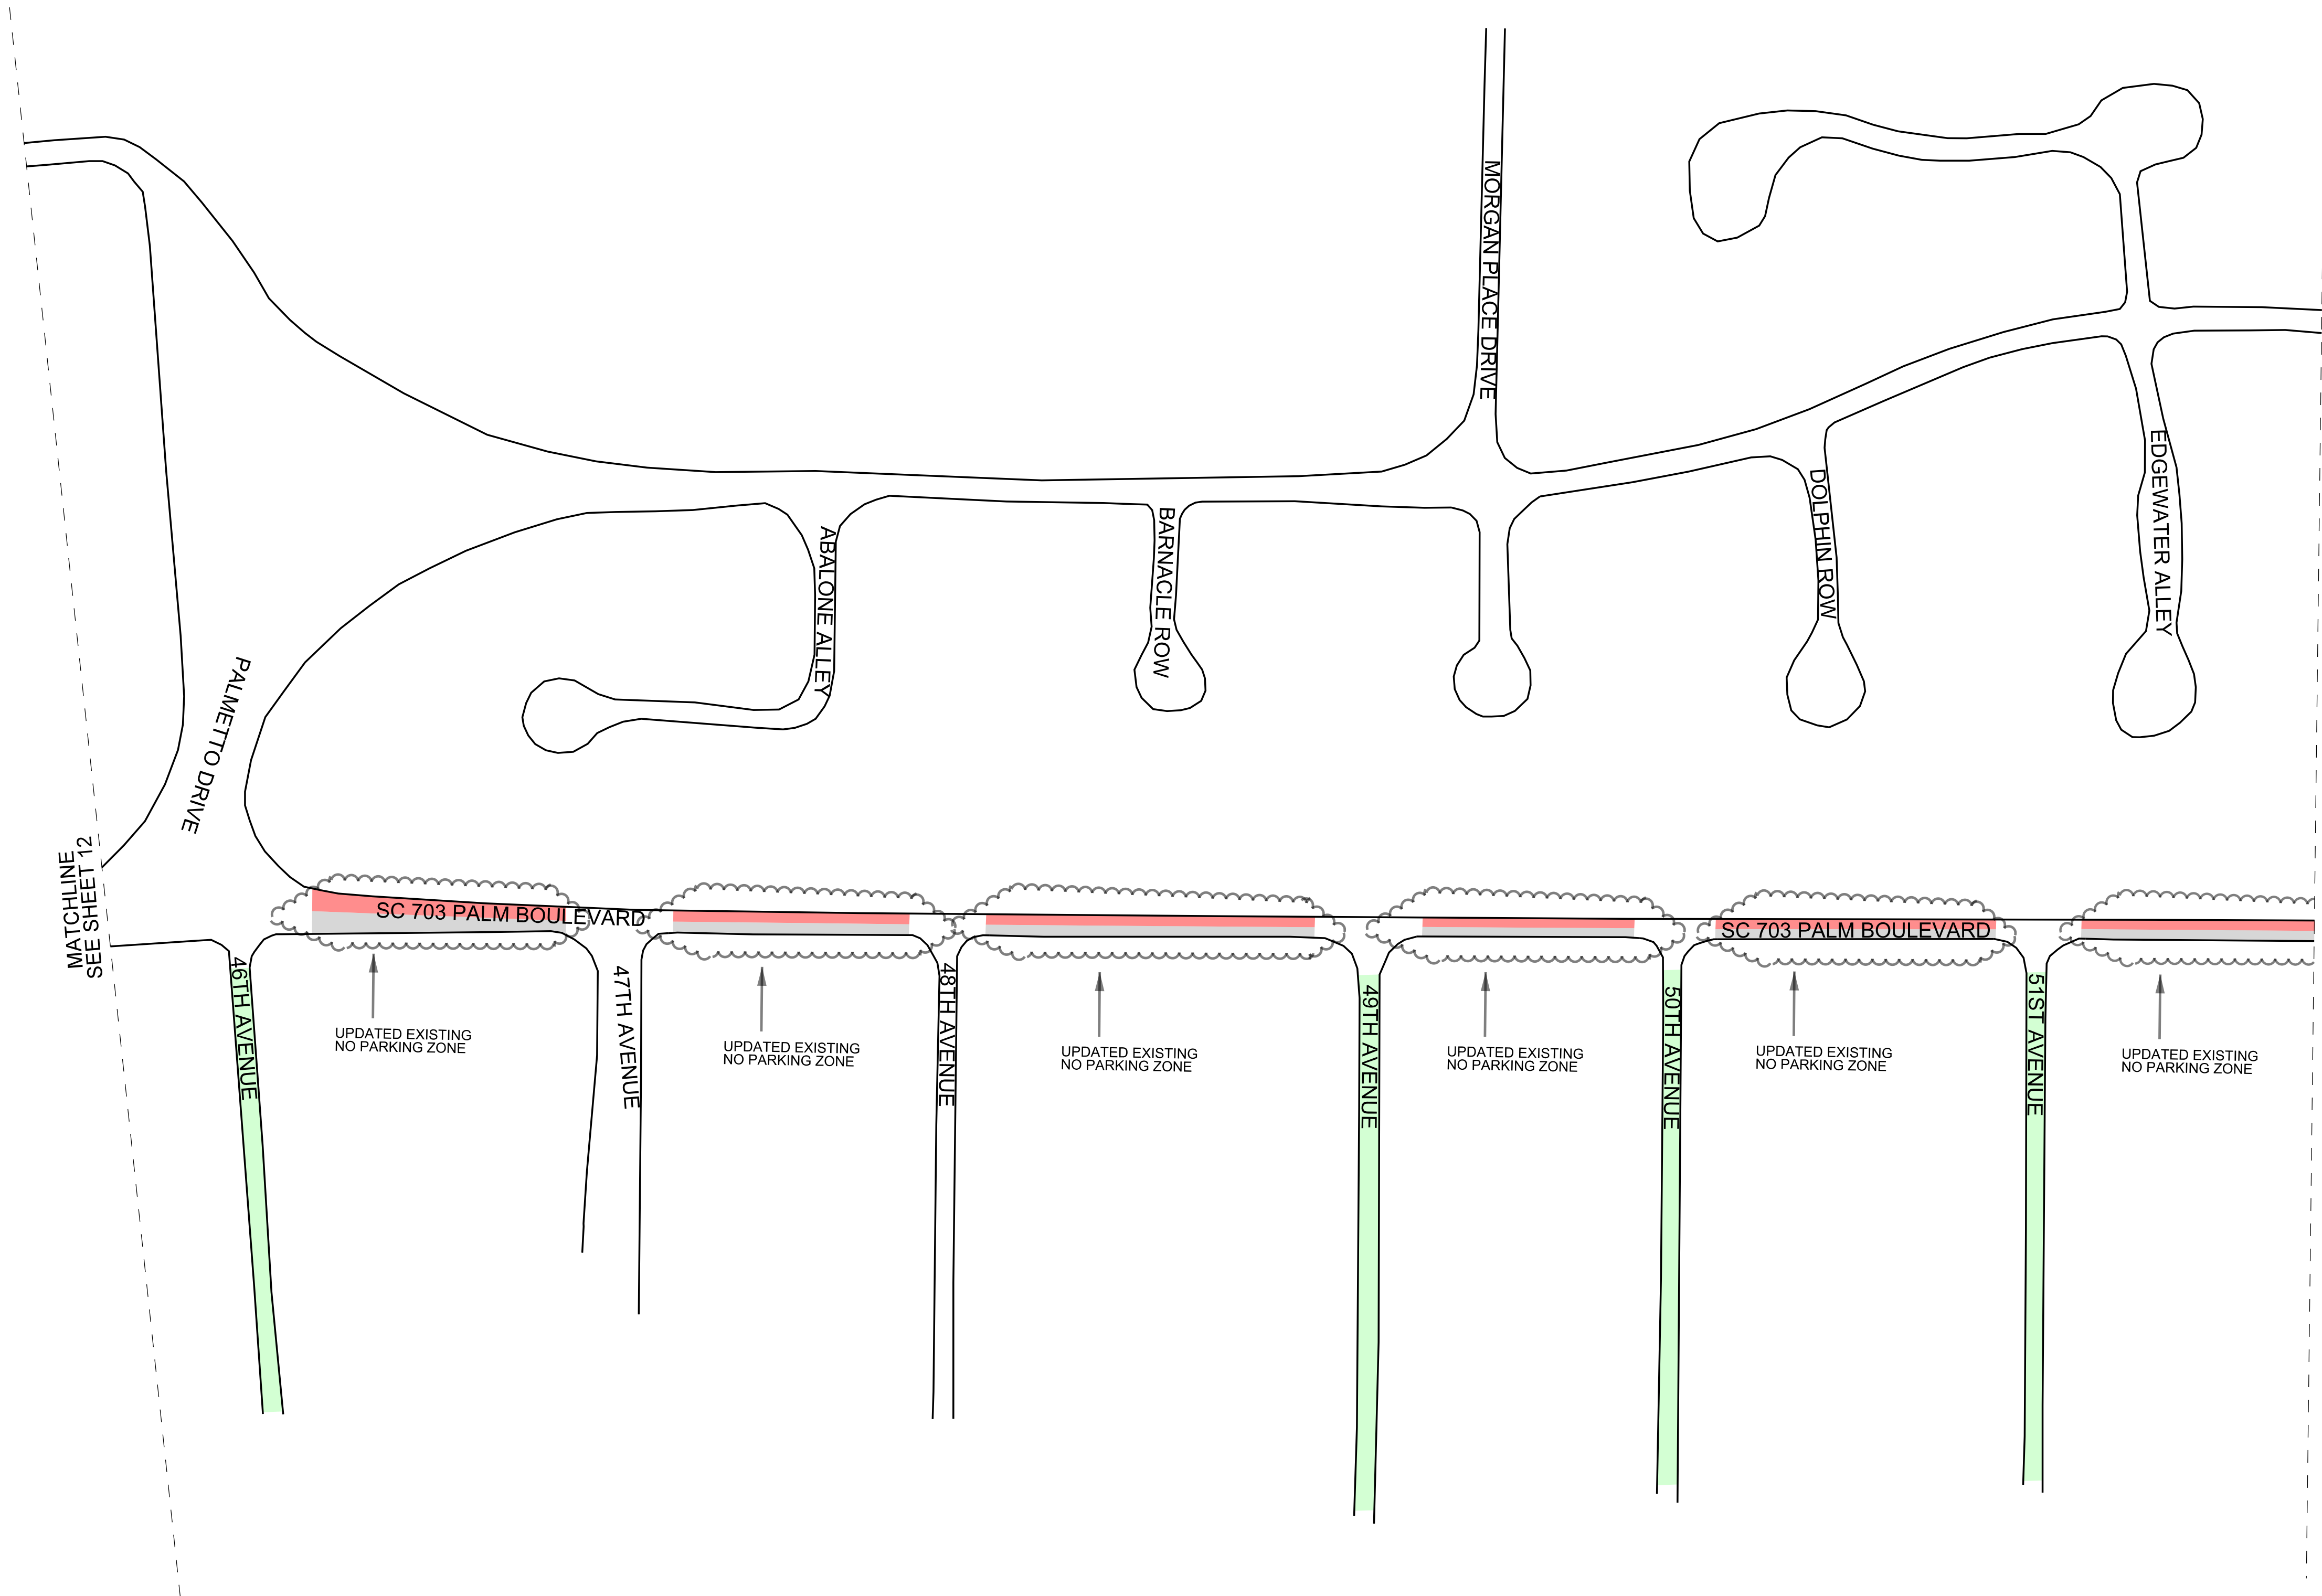 MORGAN PLACE DRIVE
EDGEWATER ALLEY
DOLPHIN ROW
BARNACLE ROW
ABALONE ALLEY
PALMETTO DRIVE
MATCHLINE
SEE SHEET 12
SC 703 PALM BOULEVARD
SC 703 PALM BOULEVARD
46TH AVENUE
47TH AVENUE
48TH AVENUE
49TH AVENUE
50TH AVENUE
51ST AVENUE
UPDATED EXISTING
NO PARKING ZONE
UPDATED EXISTING
NO PARKING ZONE
UPDATED EXISTING
NO PARKING ZONE
UPDATED EXISTING
NO PARKING ZONE
UPDATED EXISTING
NO PARKING ZONE
UPDATED EXISTING
NO PARKING ZONE